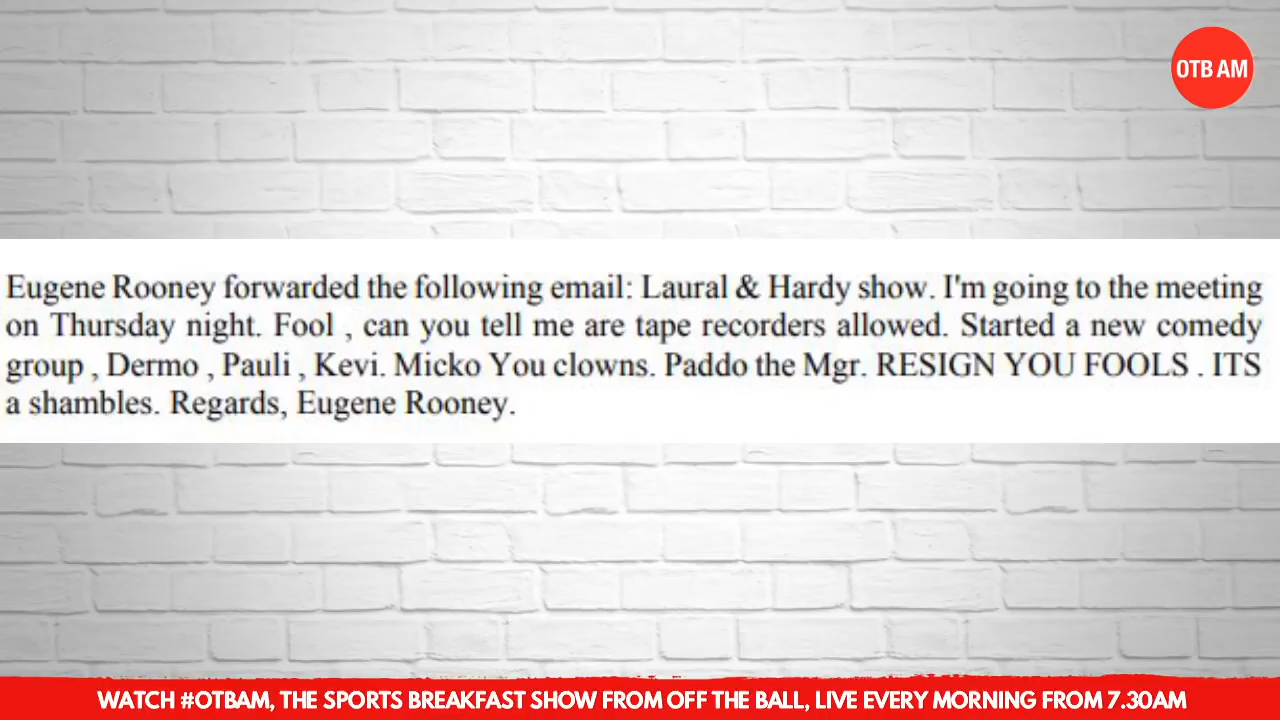 OTB AM
Eugene Rooney forwarded the following email: Laural & Hardy show. I'm going to the meeting
on Thursday night. Fool , can you tell me are tape recorders allowed. Started a new comedy
group , Dermo , Pauli , Kevi. Micko You clowns. Paddo the Mgr. RESIGN YOU FOOLS . ITS
a shambles. Regards, Eugene Rooney.
WATCH #OTBAM, THE SPORTS BREAKFAST SHOW FROM OFF THE BALL, LIVE EVERY MORNING FROM 7.30AM